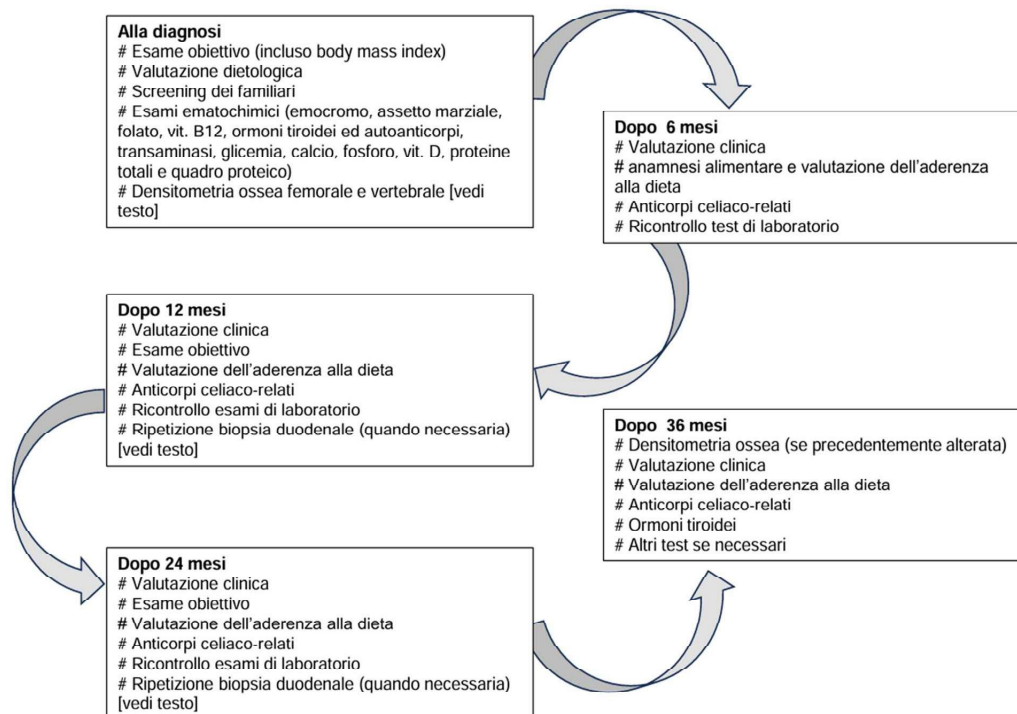 Alla diagnosi
# Esame obiettivo (incluso body mass index)
# Valutazione dietologica
# Screening dei familiari
# Esami ematochimici (emocromo, assetto marziale,
folato, vit. B12, ormoni tiroidei ed autoanticorpi,
transaminasi, glicemia, calcio, fosforo, vit. D, proteine
totali e quadro proteico)
# Densitometria ossea femorale e vertebrale [vedi
testo]
Dopo 6 mesi
# Valutazione clinica
# anamnesi alimentare e valutazione dell'aderenza
alla dieta
# Anticorpi celiaco-relati
# Ricontrollo test di laboratorio
Dopo 12 mesi
# Valutazione clinica
# Esame obiettivo
# Valutazione dell'aderenza alla dieta
# Anticorpi celiaco-relati
# Ricontrollo esami di laboratorio
# Ripetizione biopsia duodenale (quando necessaria)
[vedi testo]
Dopo 24 mesi
# Valutazione clinica
# Esame obiettivo
# Valutazione dell'aderenza alla dieta
# Anticorpi celiaco-relati
# Ricontrollo esami di laboratorio
# Ripetizione biopsia duodenale (quando necessaria)
[vedi testo]
Dopo 36 mesi
# Densitometria ossea (se precedentemente alterata)
# Valutazione clinica
# Valutazione dell'aderenza alla dieta
# Anticorpi celiaco-relati
# Ormoni tiroidei
# Altri test se necessari